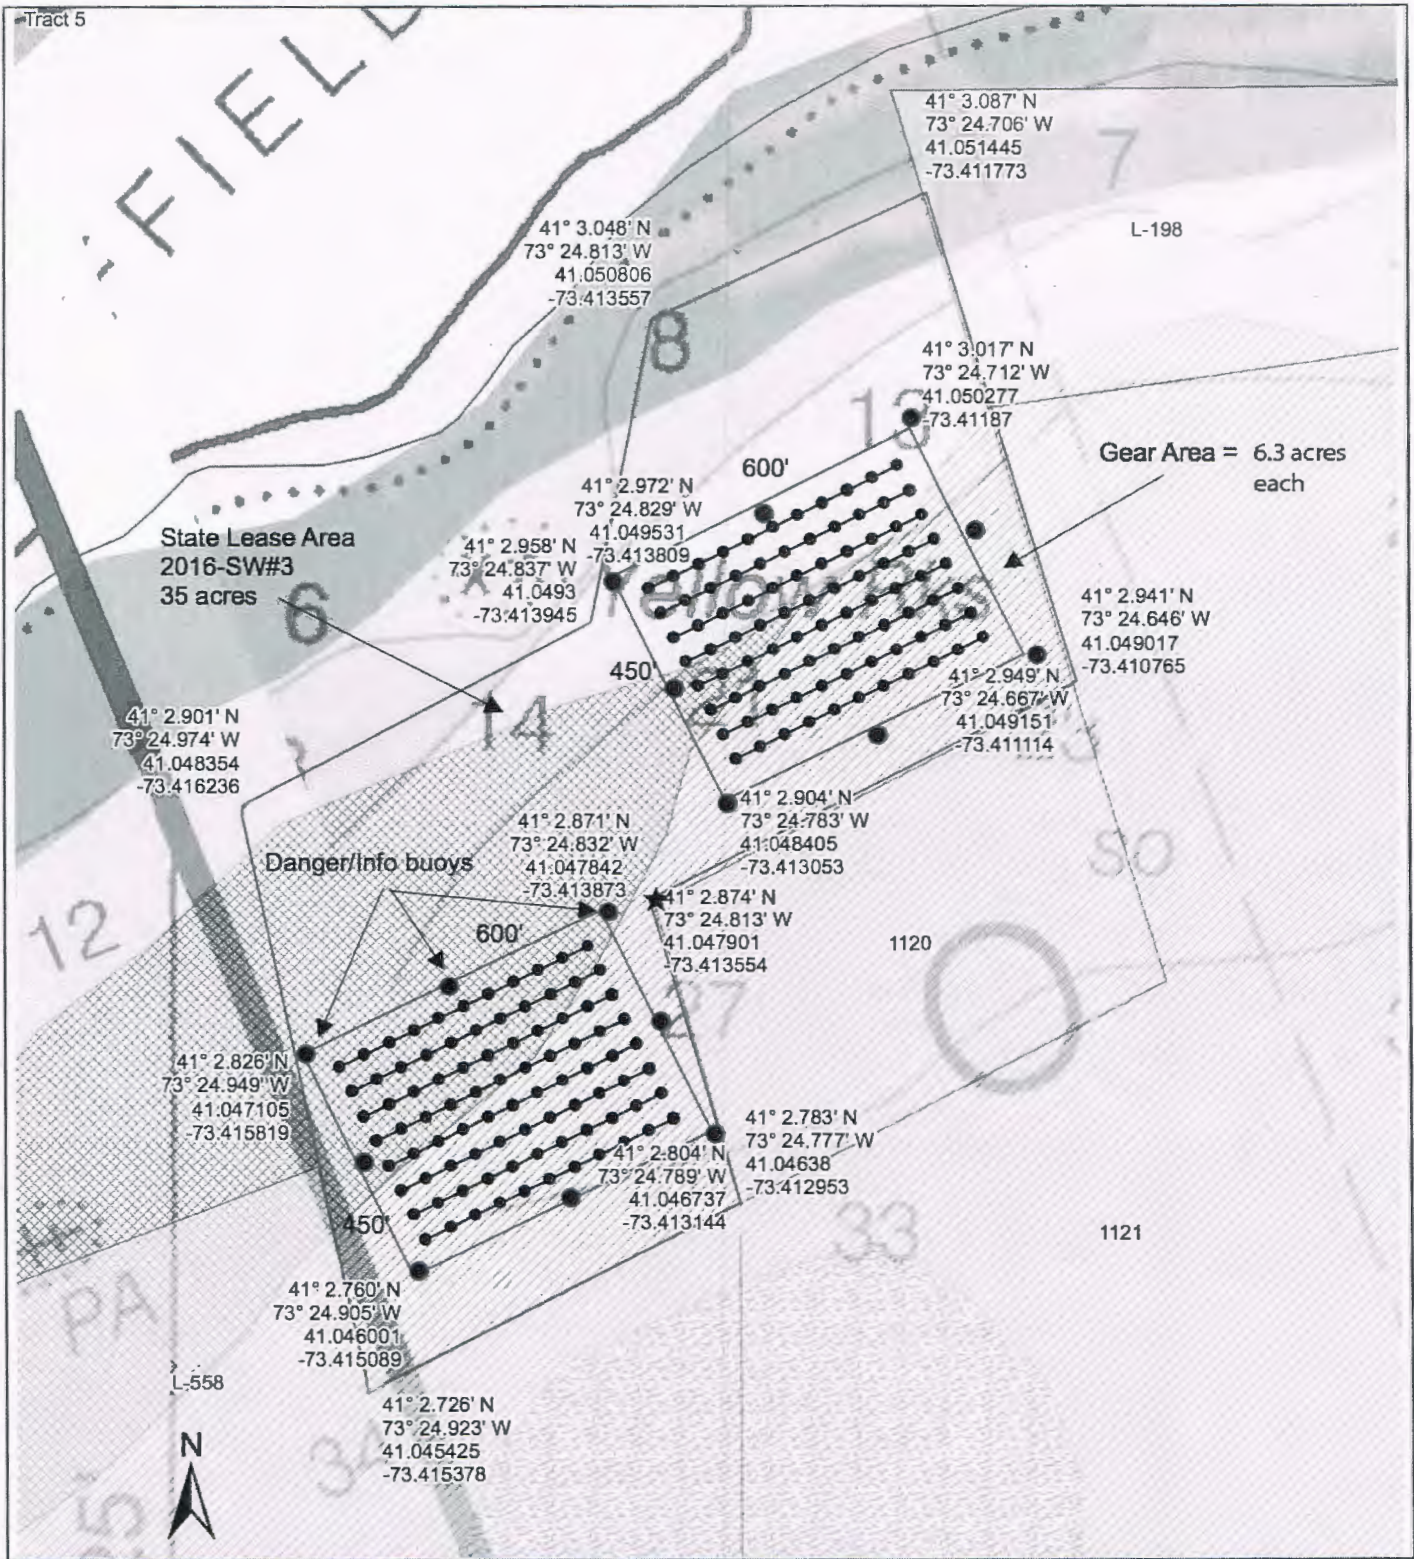 Tract 5
-FIELD
41° 3.087' N
73° 24.706' W
41.051445
-73.411773
7
L-198
41° 3.048' N
73° 24.813' W
41.050806
-73.413557
8
41° 3.017' N
73° 24.712' W
41.050277
-73.41187
13
Gear Area = 6.3 acres
each
600'
41° 2.972' N
73° 24.829' W
41.049531
-73.413809
State Lease Area
2016-SW#3
35 acres
41° 2.958' N
73° 24.837' W
41.0493
-73.413945
6
Yellow Rks
41° 2.941' N
73° 24.646' W
41.049017
-73.410765
450'
21
14
41° 2.949' N
73° 24.667' W
41.049151
-73.411114
41° 2.901' N
73° 24.974' W
41.048354
-73.416236
41° 2.904' N
73° 24.783' W
41.048405
-73.413053
41° 2.871' N
73° 24.832' W
41.047842
-73.413873
Danger/Info buoys
SO
12
41° 2.874' N
73° 24.813' W
41.047901
-73.413554
600'
1120
27
41° 2.826' N
73° 24.949' W
41.047105
-73.415819
41° 2.783' N
73° 24.777' W
41.04638
-73.412953
41° 2.804' N
73° 24.789' W
41.046737
-73.413144
450'
33
1121
PA
41° 2.760' N
73° 24.905' W
41.046001
-73.415089
L-558
41° 2.726' N
73° 24.923' W
41.045425
-73.415378
N
34